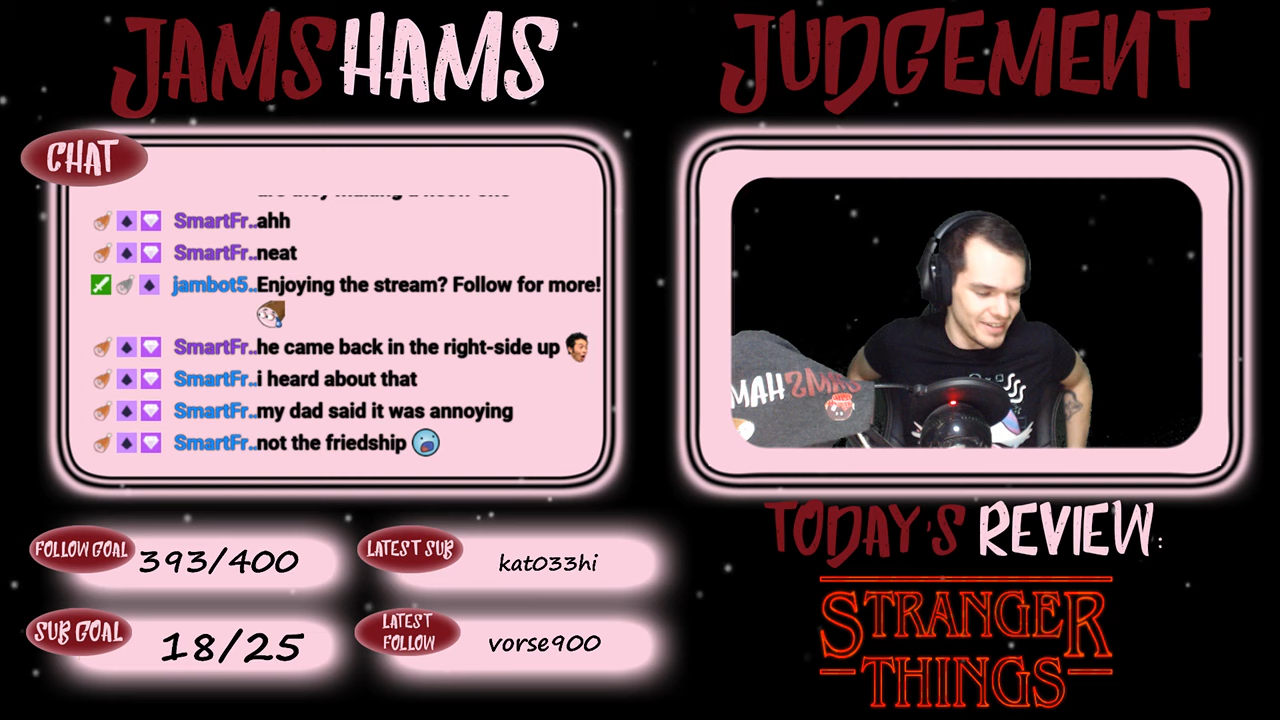 JAMSHAMS
JUDGEMENT
CHAT
SmartFr..ahh
SmartFr..neat
jambot5..Enjoying the stream? Follow for more!
SmartFr..he came back in the right-side up
SmartFr..i heard about that
SmartFr..my dad said it was annoying
SmartFr..not the friedship
TODAY'S REVIEW:
STRANGER
THINGS
FOLLOW GOAL
393/400
LATEST SUB
kat033hi
SUB GOAL
18/25
LATEST
FOLLOW
vorse900